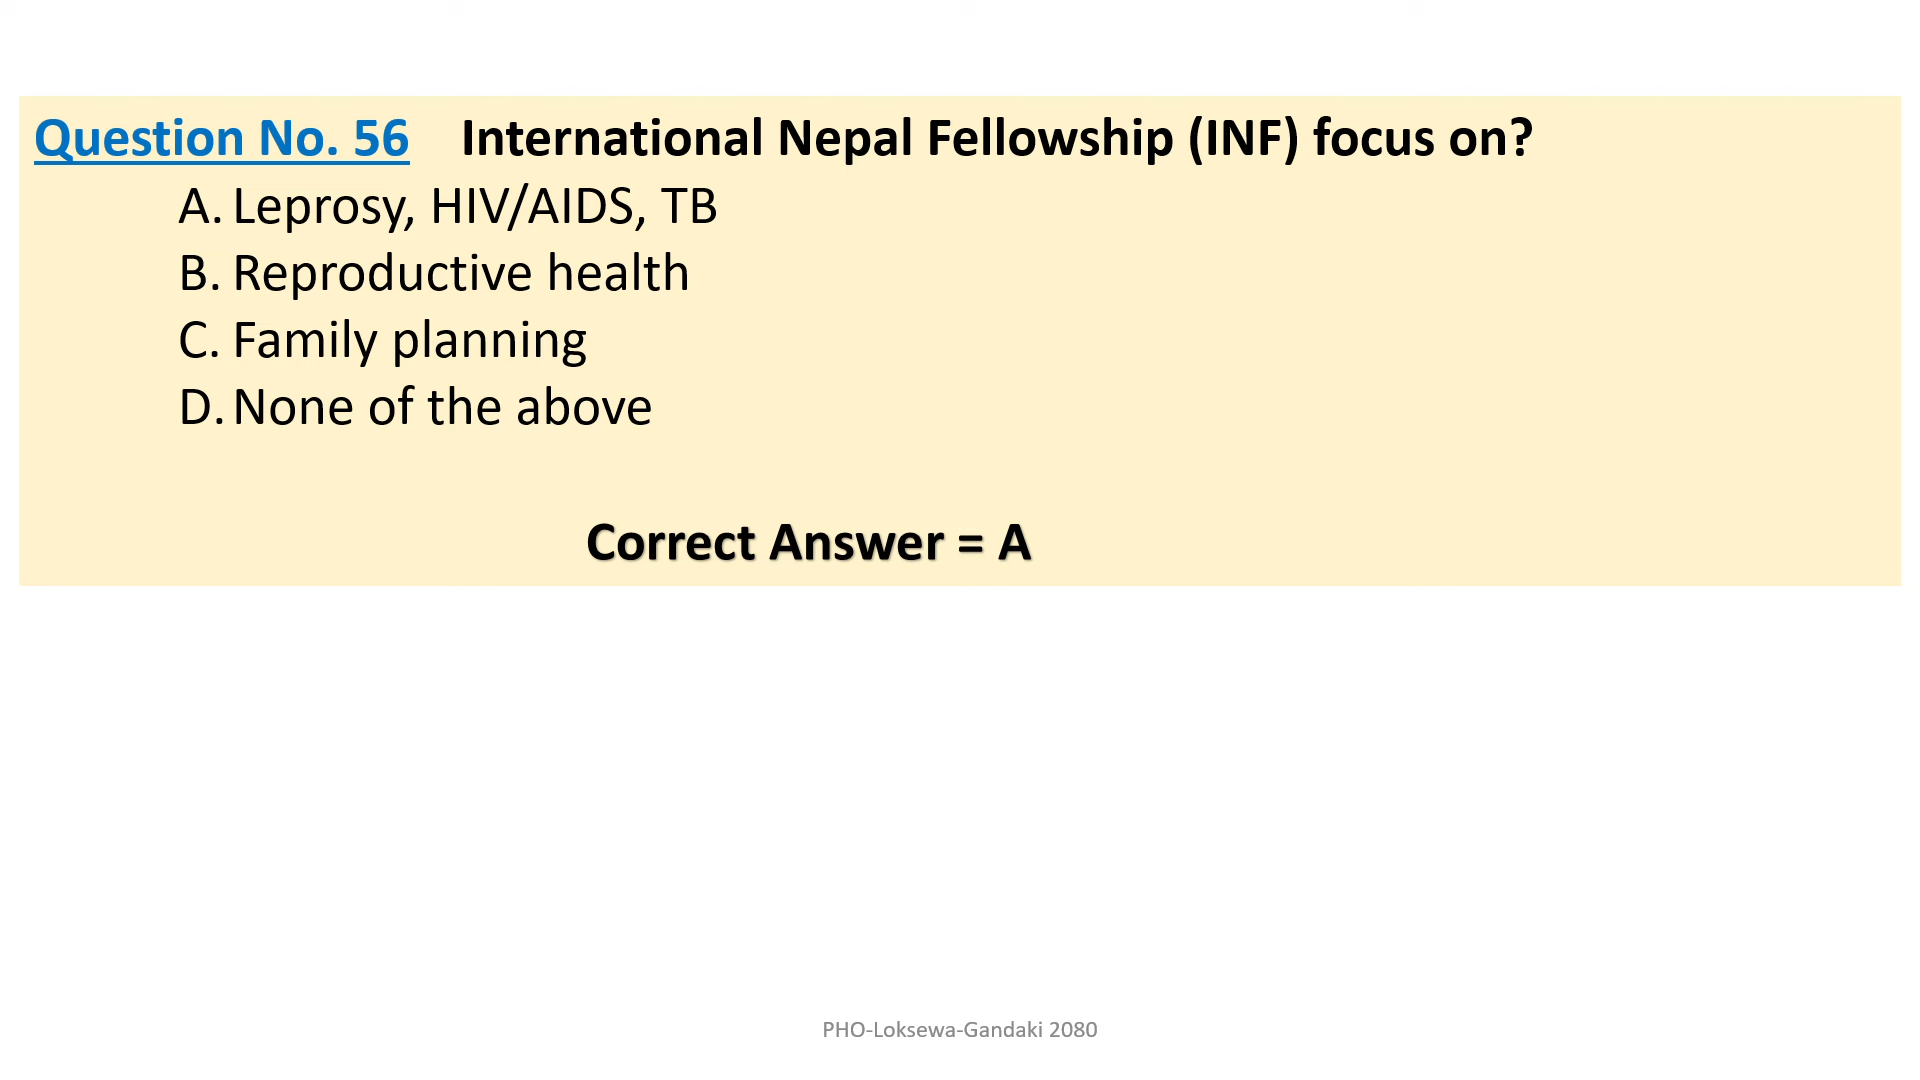 Question No. 56 International Nepal Fellowship (INF) focus on?
A. Leprosy, HIV/AIDS, TB
B. Reproductive health
C. Family planning
D. None of the above
Correct Answer = A
PHO-Loksewa-Gandaki 2080